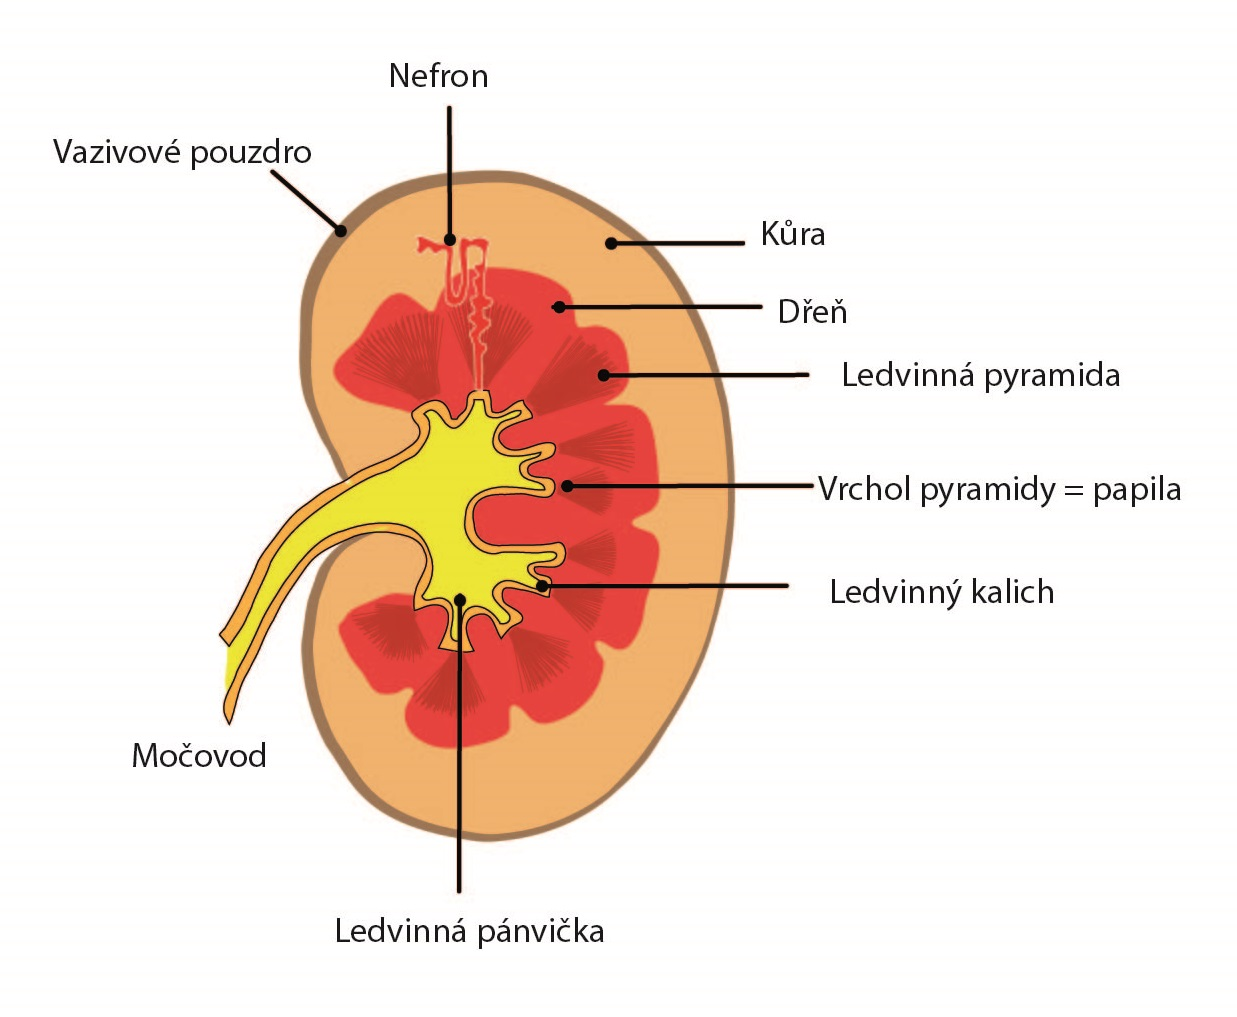 Nefron
Vazivové pouzdro
Kůra
Dřeň
Ledvinná pyramida
Vrchol pyramidy = papila
Ledvinný kalich
Močovod
Ledvinná pánvička